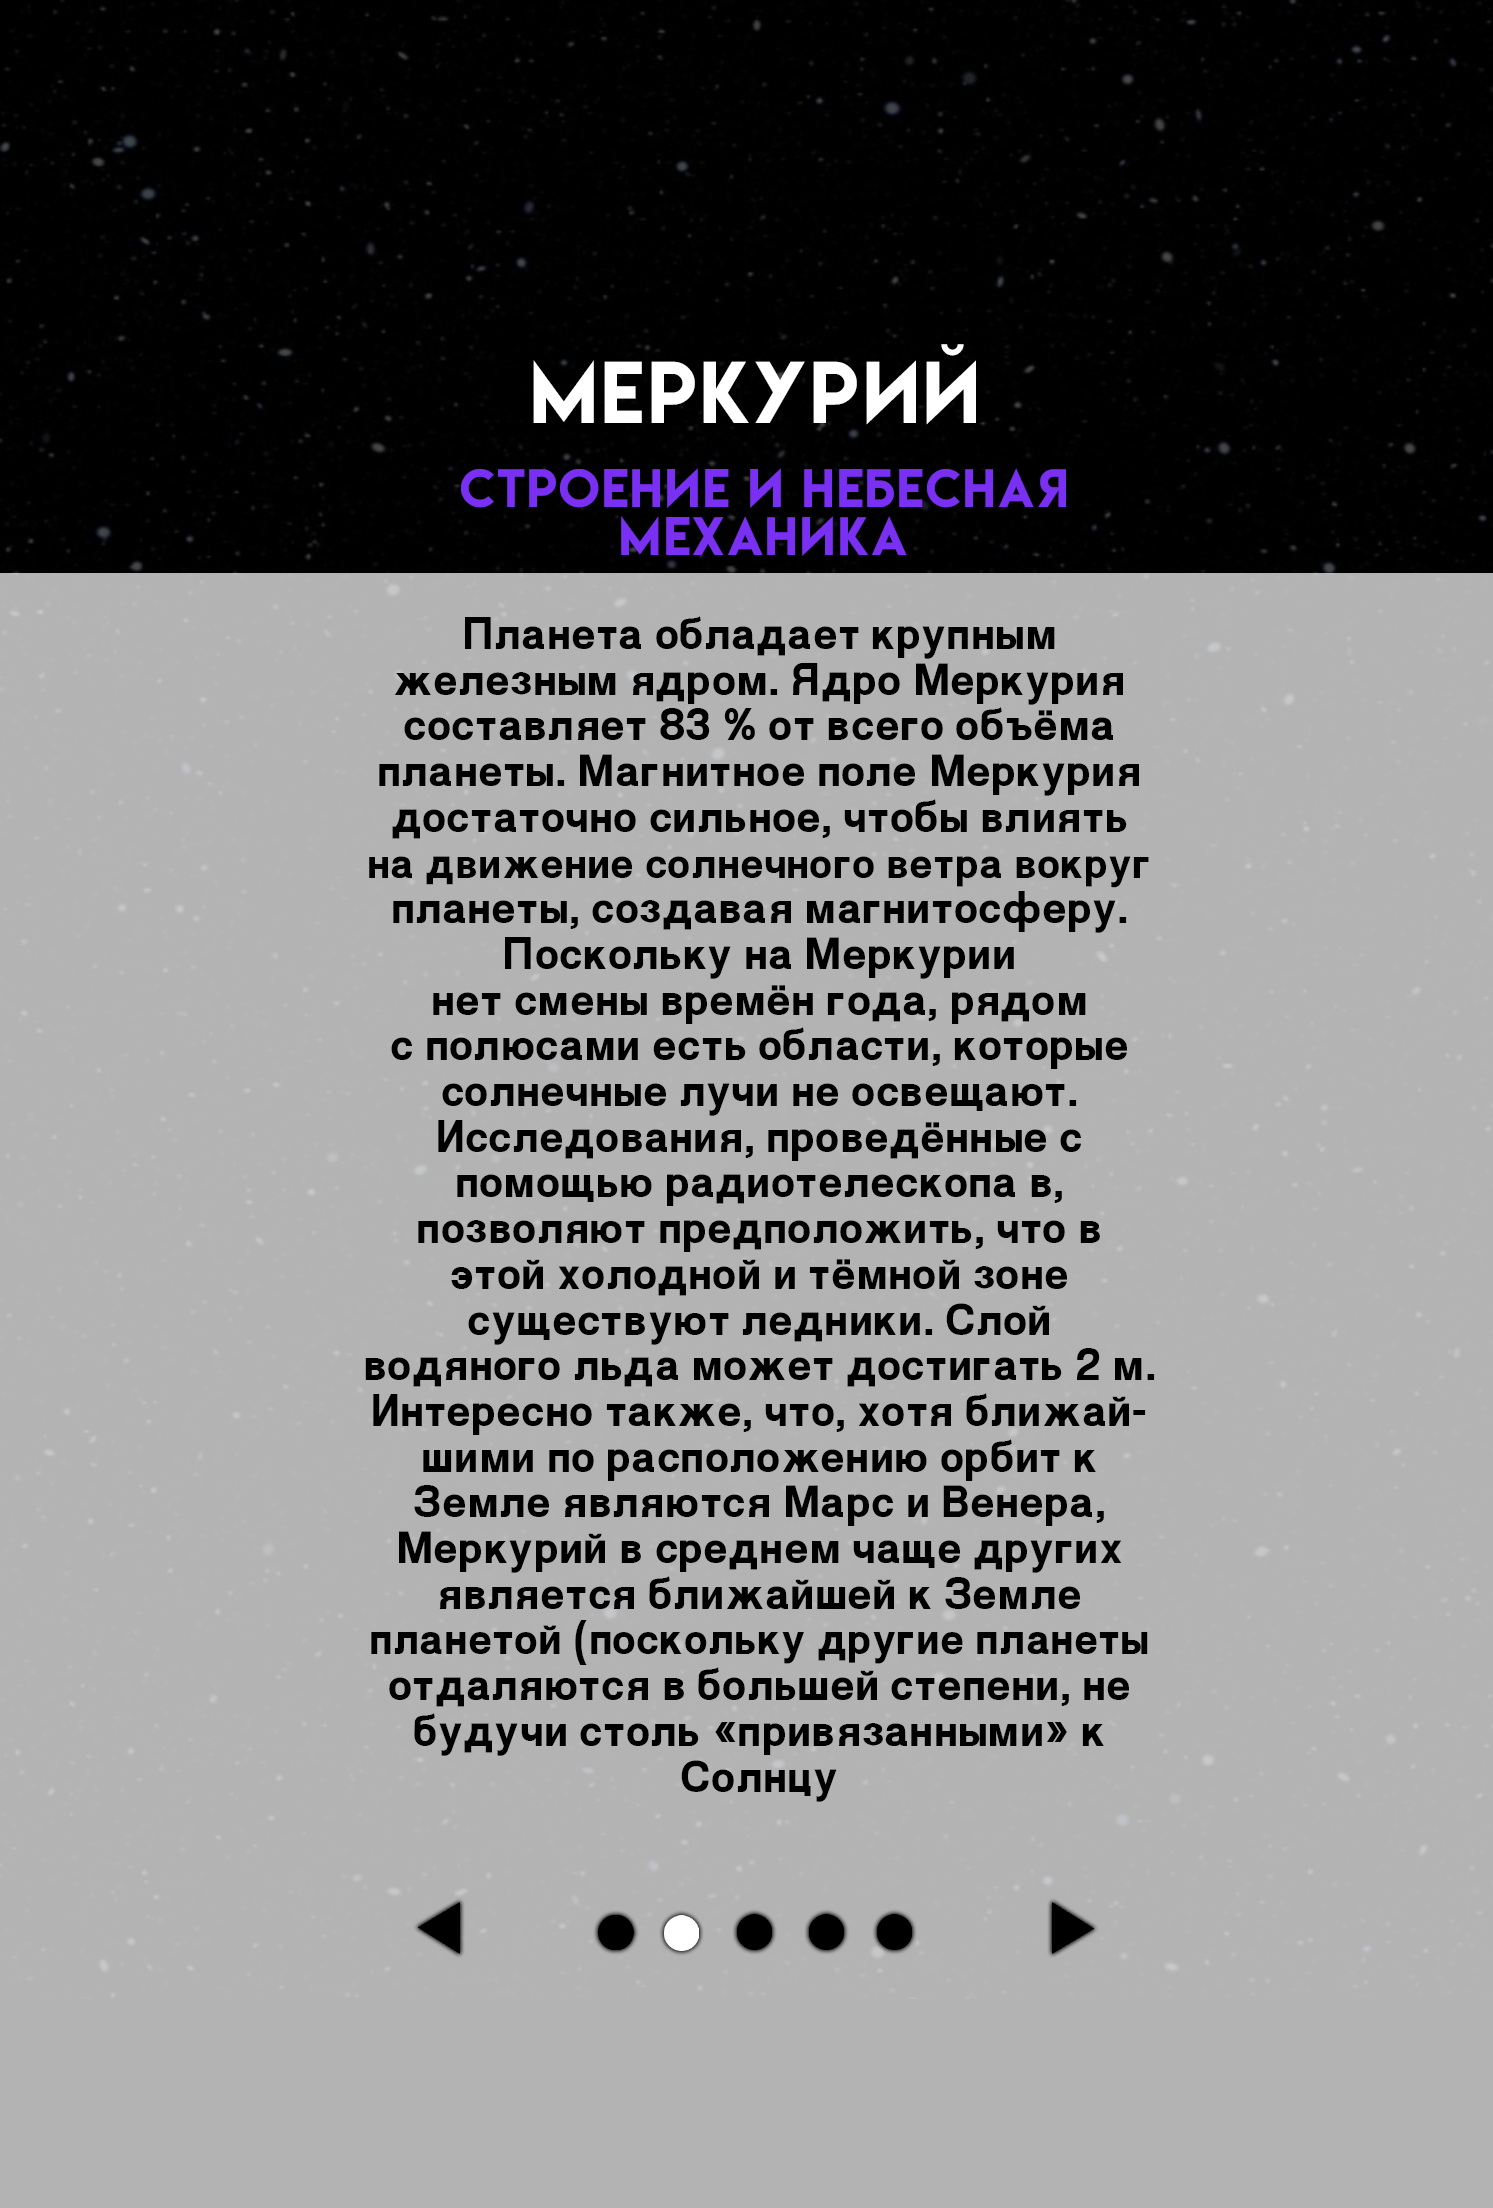 МЕРКУРИЙ
СТРОЕНИЕ И НЕБЕСНАЯ
МЕХАНИКА
Планета обладает крупным
железным ядром. Ядро Меркурия
составляет 83 % от всего объёма
планеты. Магнитное поле Меркурия
достаточно сильное, чтобы влиять
на движение солнечного ветра вокруг
планеты, создавая магнитосферу.
Поскольку на Меркурии
нет смены времён года, рядом
с полюсами есть области, которые
солнечные лучи не освещают.
Исследования, проведённые с
помощью радиотелескопа в,
позволяют предположить, что в
этой холодной и тёмной зоне
существуют ледники. Слой
водяного льда может достигать 2 м.
Интересно также, что, хотя ближай-
шими по расположению орбит к
Земле являются Марс и Венера,
Меркурий в среднем чаще других
является ближайшей к Земле
планетой (поскольку другие планеты
отдаляются в большей степени, не
будучи столь «привязанными» к
Солнцу